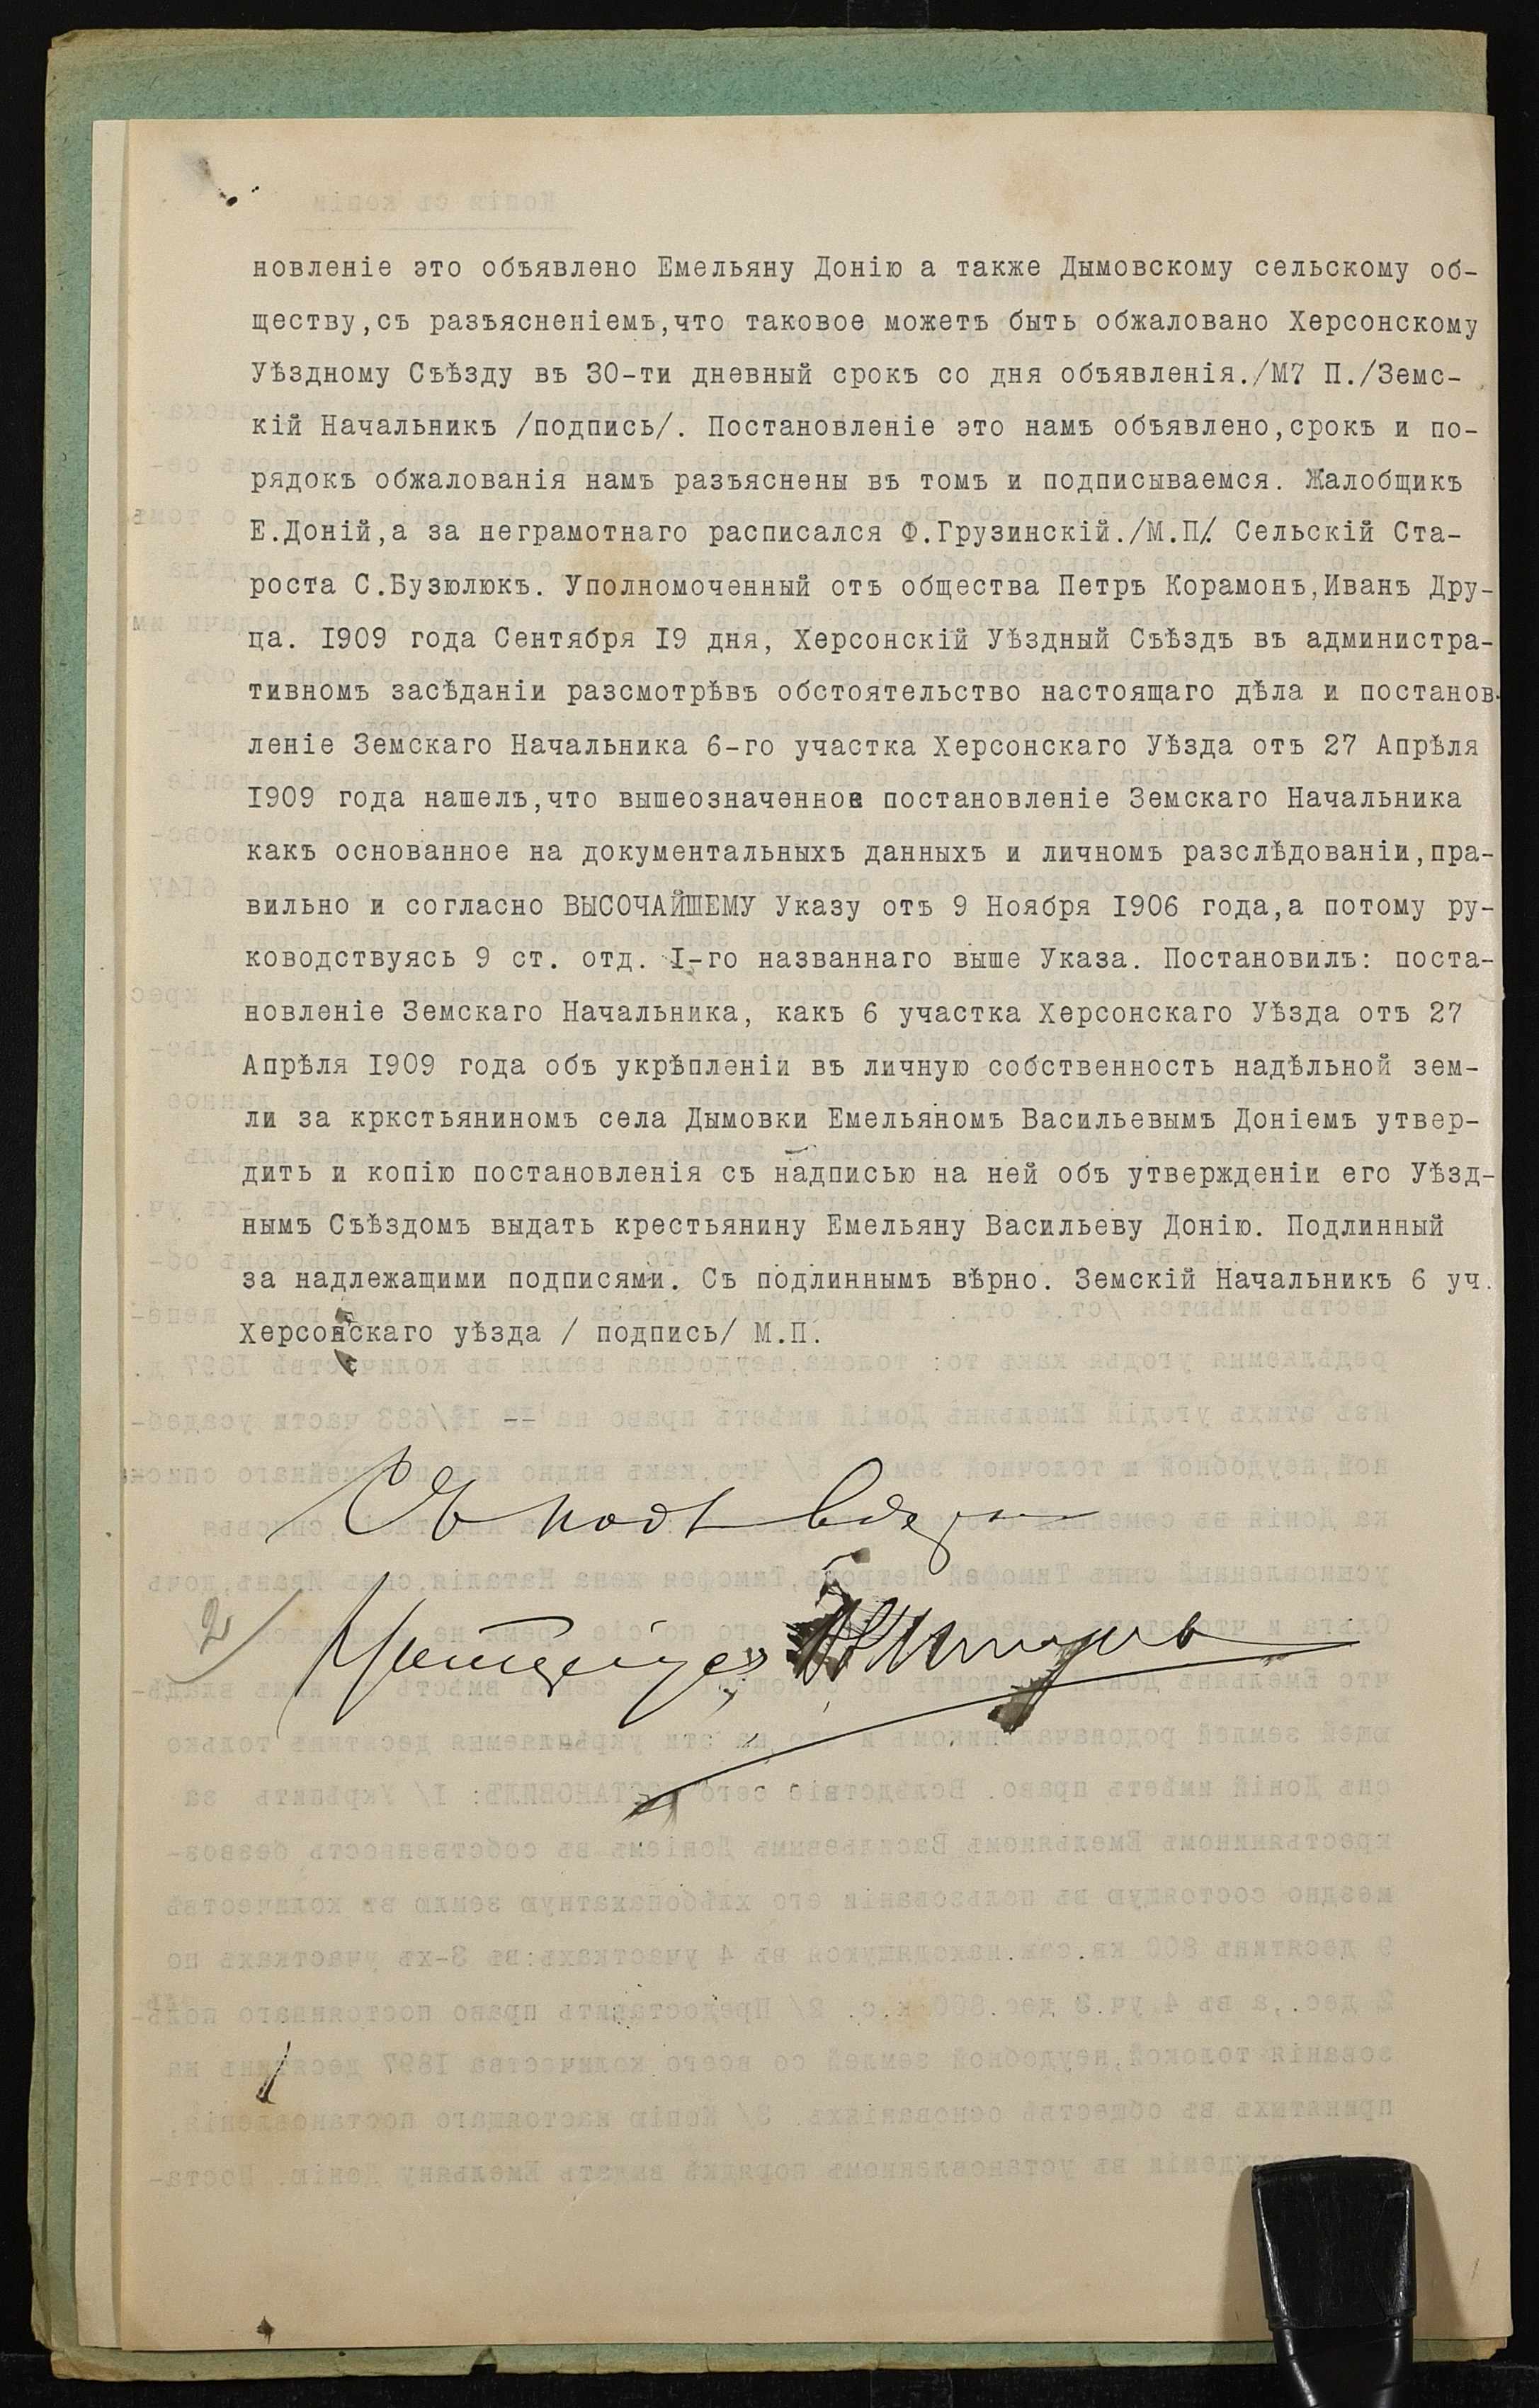 новленіе это объявлено Емельяну Донію а также Дымовскому сельскому об-
ществу,съ разъясненіемъ,что таковое можетъ быть обжаловано Херсонскому
Уѣздному Съѣзду въ 30-ти дневный срокъ со дня объявленія./М7 П./Земс-
кій Начальникъ /подпись/. Постановленіе это намъ объявлено,срокъ и по-
рядокъ обжалованія намъ разъяснены въ томъ и подписываемся. Жалобщикъ
Е.Доній,а за неграмотнаго расписался Ф.Грузинскій./М.П/. Сельскій Ста-
роста С.Бузюлюкъ. Уполномоченный отъ общества Петръ Корамонъ,Иванъ Дру-
ца. I909 года Сентября I9 дня, Херсонскій Уѣздный Съѣздъ въ администра-
тивномъ засѣданіи разсмотрѣвъ обстоятельство настоящаго дѣла и постанов-
леніе Земскаго Начальника 6-го участка Херсонскаго Уѣзда отъ 27 Апрѣля
I909 года нашелъ,что вышеозначенное постановленіе Земскаго Начальника
какъ основанное на документальныхъ данныхъ и личномъ разслѣдованіи,пра-
вильно и согласно ВЫСОЧАЙШЕМУ Указу отъ 9 Ноября I906 года,а потому ру-
ководствуясь 9 ст. отд. I-го названнаго выше Указа. Постановилъ: поста-
новленіе Земскаго Начальника, какъ 6 участка Херсонскаго Уѣзда отъ 27
Апрѣля I909 года объ укрѣпленіи въ личную собственность надѣльной зем-
ли за кркстьяниномъ села Дымовки Емельяномъ Васильевымъ Доніемъ утвер-
дить и копію постановленія съ надписью на ней объ утвержденіи его Уѣзд-
нымъ Съѣздомъ выдать крестьянину Емельяну Васильеву Донію. Подлинный
за надлежащими подписями. Съ подлиннымъ вѣрно. Земскій Начальникъ 6 уч.
Херсонскаго уѣзда / подпись/ М.П.
Съ подл вѣрно
2